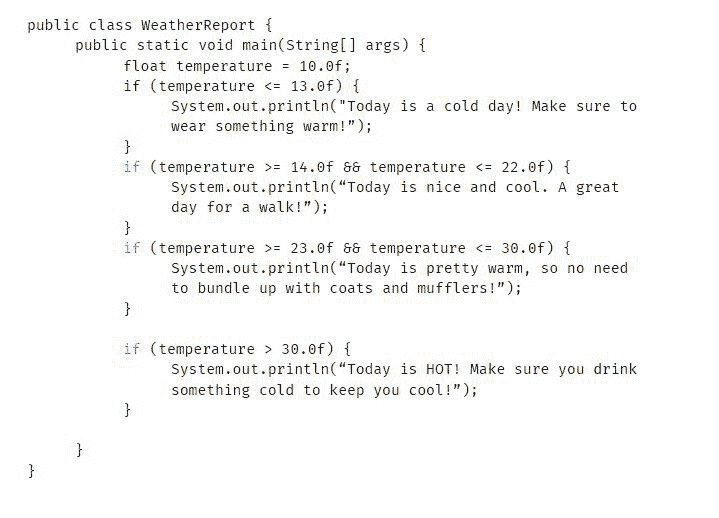 public class WeatherReport {
public static void main(String[] args) {
float temperature = 10.0f;
if (temperature <= 13.0f) {
System.out.println("Today is a cold day! Make sure to
wear something warm!”);
}
if (temperature >= 14.0f && temperature <= 22.0f) {
System.out.println(“Today is nice and cool. A great
day for a walk!”);
}
if (temperature >= 23.0f && temperature <= 30.0f) {
System.out.println(“Today is pretty warm, so no need
to bundle up with coats and mufflers!”);
}
if (temperature > 30.0f) {
System.out.println(“Today is HOT! Make sure you drink
something cold to keep you cool!”);
}
}
}